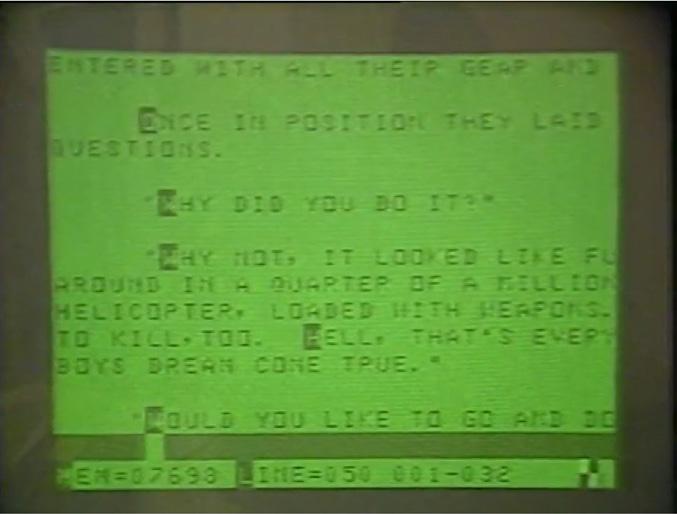 ENTERED WITH ALL THEIR GEAR AND
ONCE IN POSITION THEY LAID
QUESTIONS.
"WHY DID YOU DO IT?"
"WHY NOT, IT LOOKED LIKE FU
AROUND IN A QUARTER OF A MILLION
HELICOPTER, LOADED WITH WEAPONS.
TO KILL,TOO. HELL, THAT'S EVERY
BOYS DREAM COME TRUE."
"WOULD YOU LIKE TO GO AND DO
MEM=07693 LINE=050 001-032